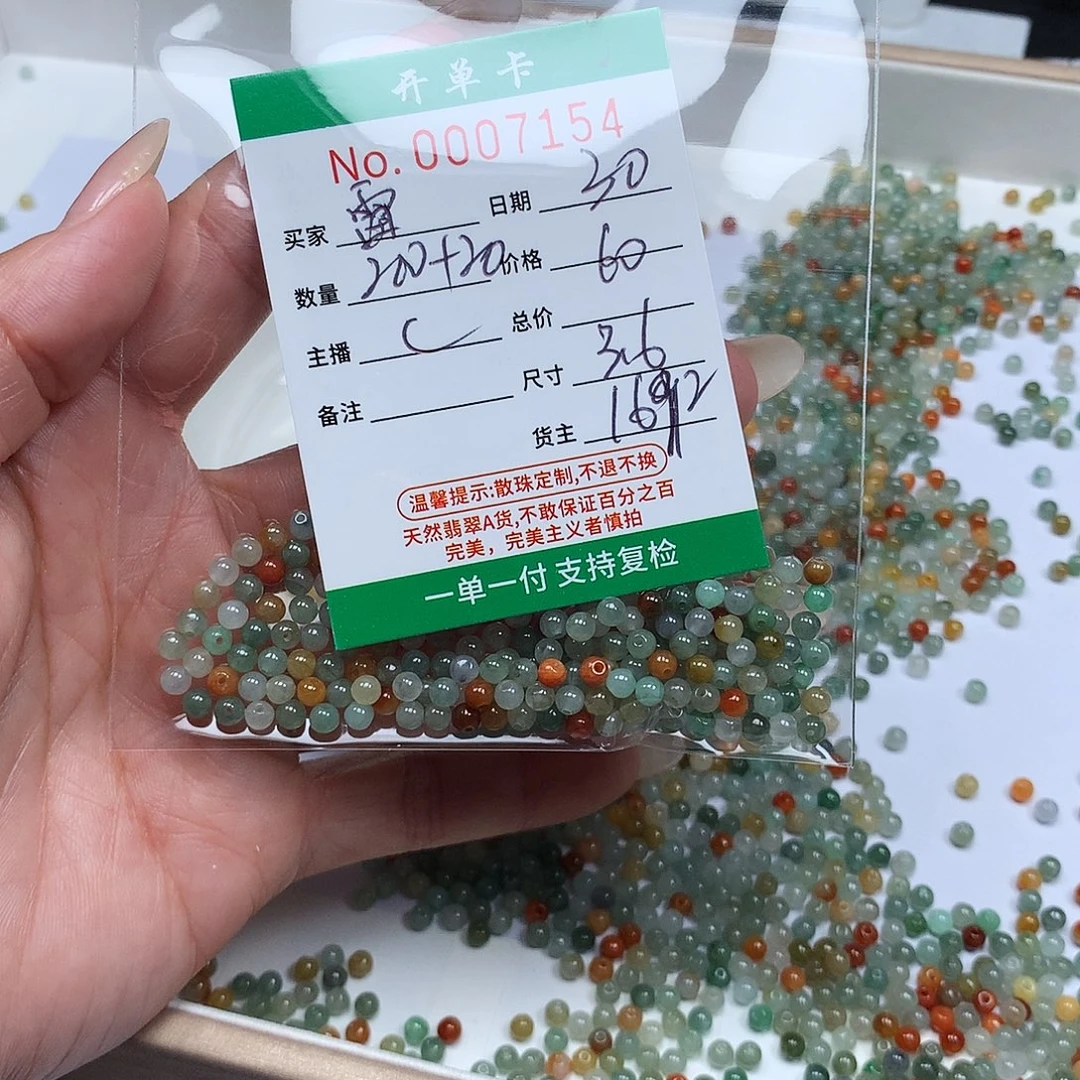 开单卡
No. 0007154
买家 雷 日期 30
数量 200+20 价格 60
主播 C 总价
备注 尺寸 3.6
货主 1692
温馨提示:散珠定制,不退不换
天然翡翠A货,不敢保证百分之百
完美，完美主义者慎拍
一单一付 支持复检